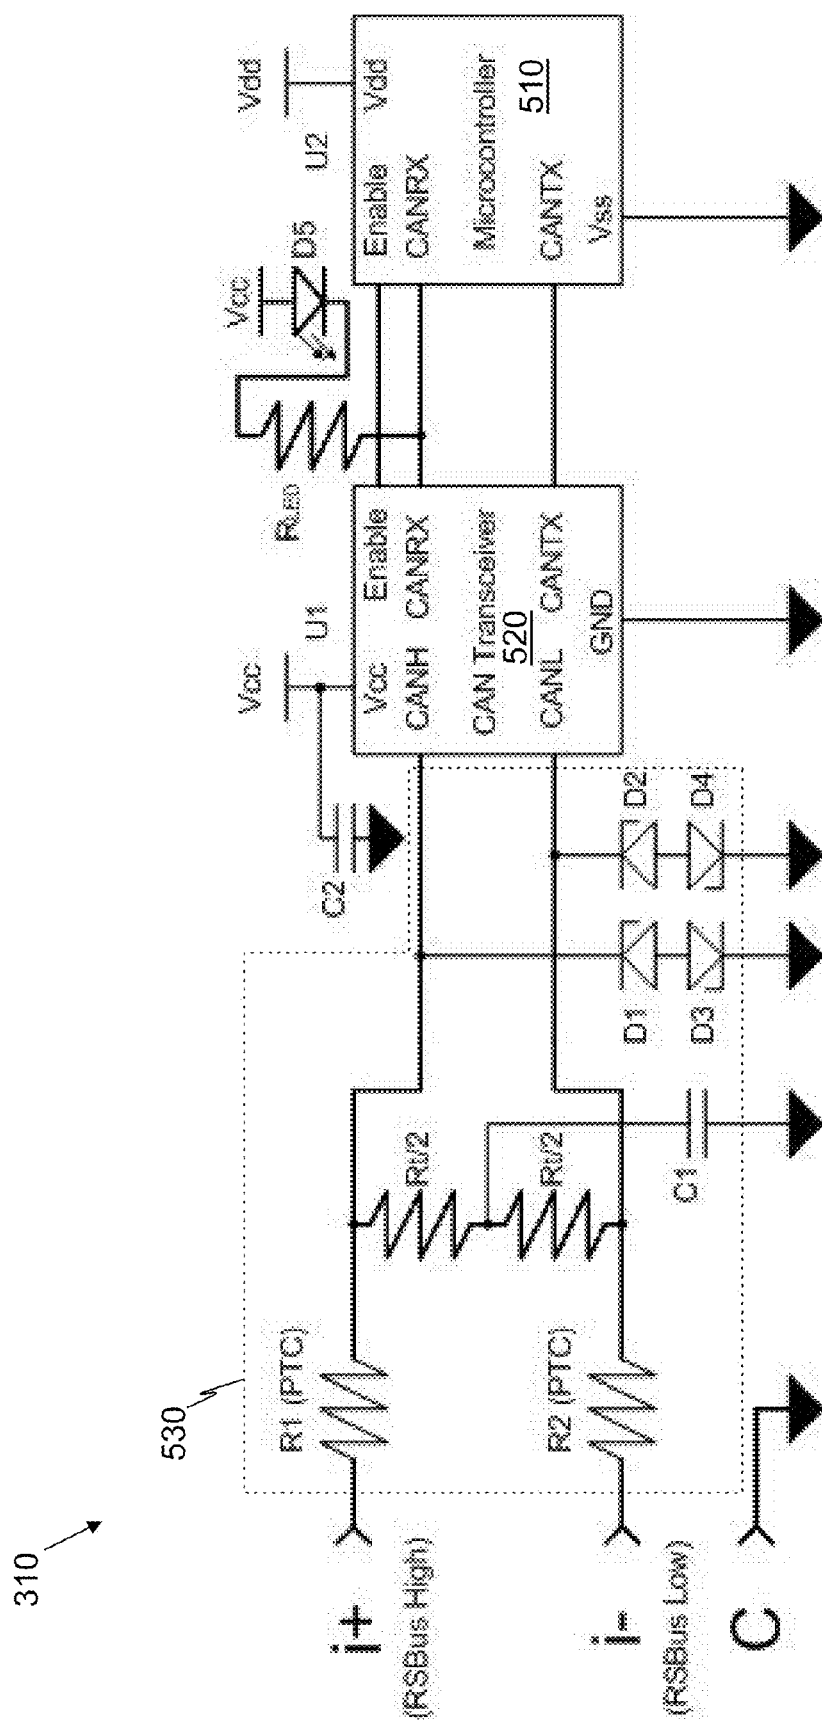 310
530
i+
(RSBus High)
i-
(RSBus Low)
C
R1 (PTC)
R2 (PTC)
Rt/2
Rt/2
C1
D1
D3
D2
D4
C2
Vcc
U1
Vcc
Enable
CANH
CANRX
CAN Transceiver
520
CANL
CANTX
GND
RLED
Vcc
D5
U2
Vdd
Enable
Vdd
CANRX
Microcontroller
510
CANTX
Vss